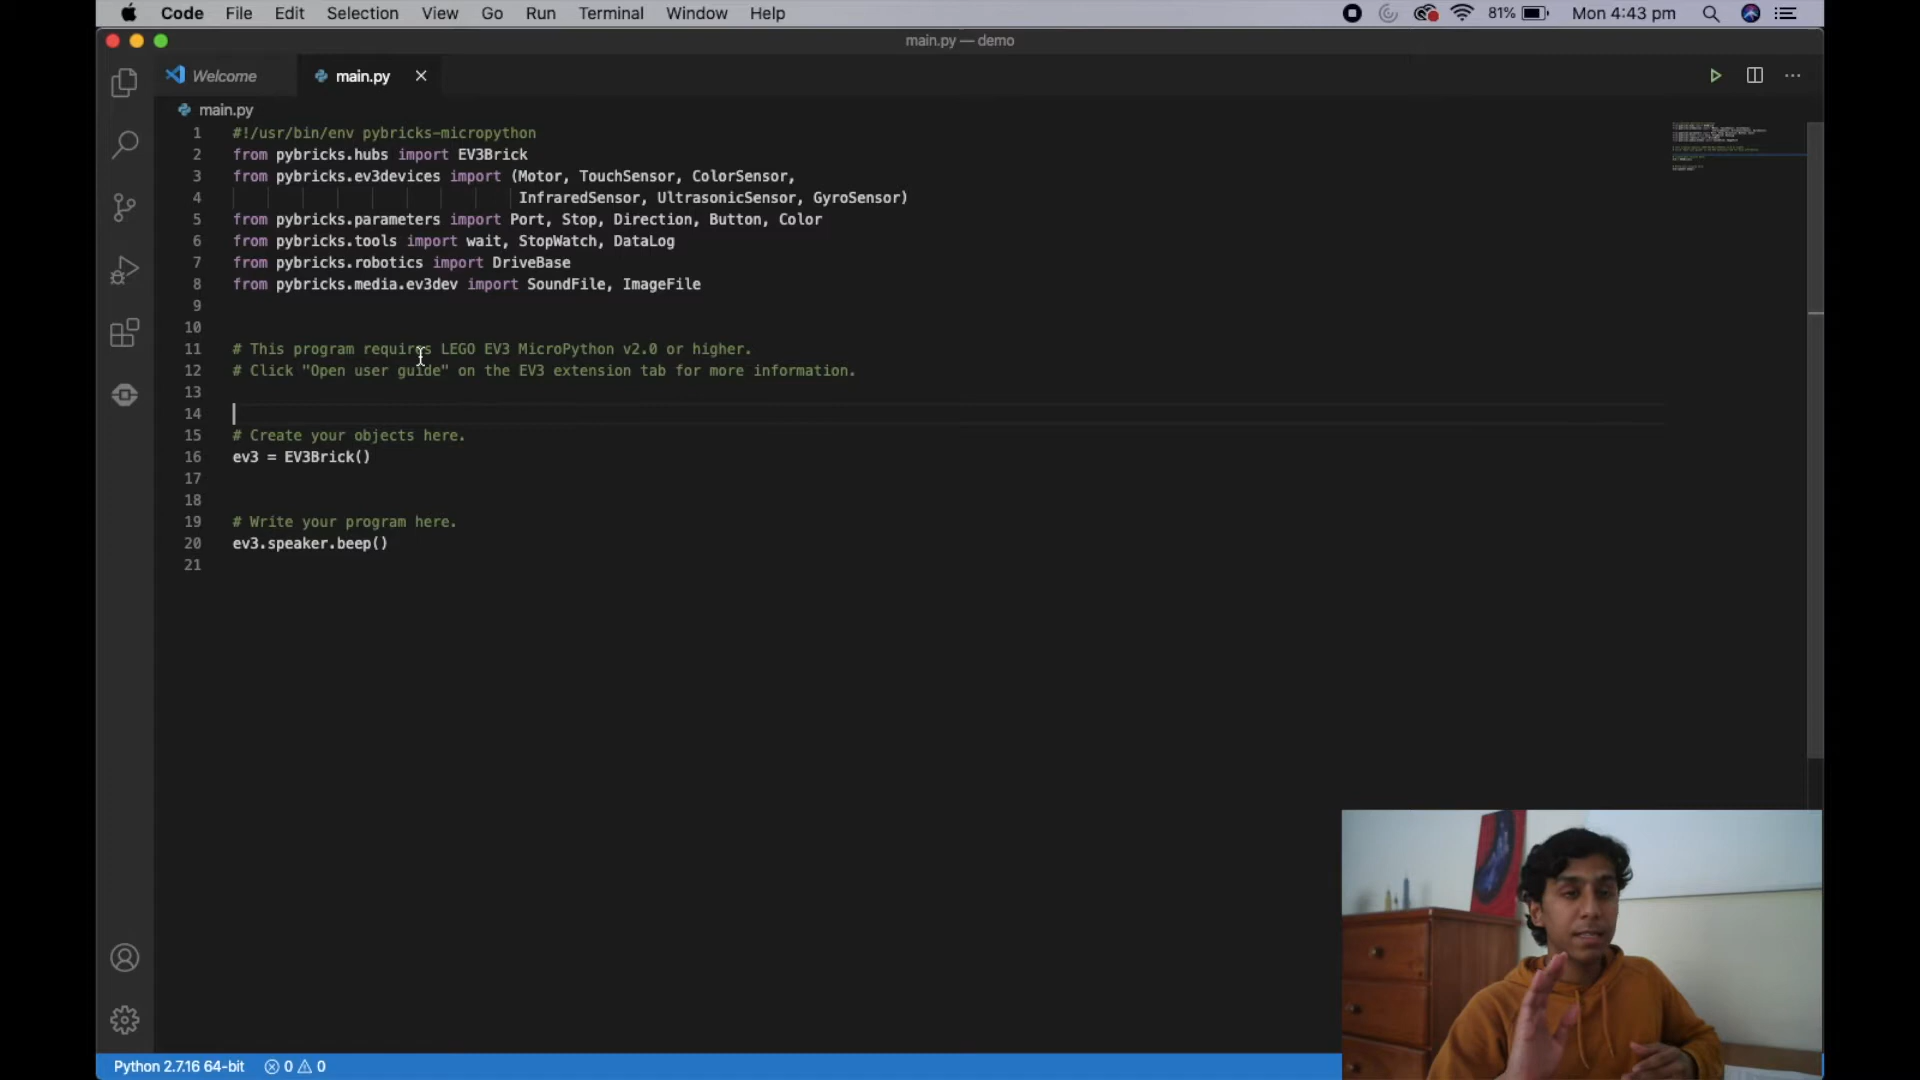 Code File Edit Selection View Go Run Terminal Window Help 81% Mon 4:43 pm
main.py — demo
Welcome main.py
main.py
1 #!/usr/bin/env pybricks-micropython
2 from pybricks.hubs import EV3Brick
3 from pybricks.ev3devices import (Motor, TouchSensor, ColorSensor,
4 InfraredSensor, UltrasonicSensor, GyroSensor)
5 from pybricks.parameters import Port, Stop, Direction, Button, Color
6 from pybricks.tools import wait, StopWatch, DataLog
7 from pybricks.robotics import DriveBase
8 from pybricks.media.ev3dev import SoundFile, ImageFile
9
10
11 # This program requires LEGO EV3 MicroPython v2.0 or higher.
12 # Click "Open user guide" on the EV3 extension tab for more information.
13
14
15 # Create your objects here.
16 ev3 = EV3Brick()
17
18
19 # Write your program here.
20 ev3.speaker.beep()
21
Python 2.7.16 64-bit 0 0